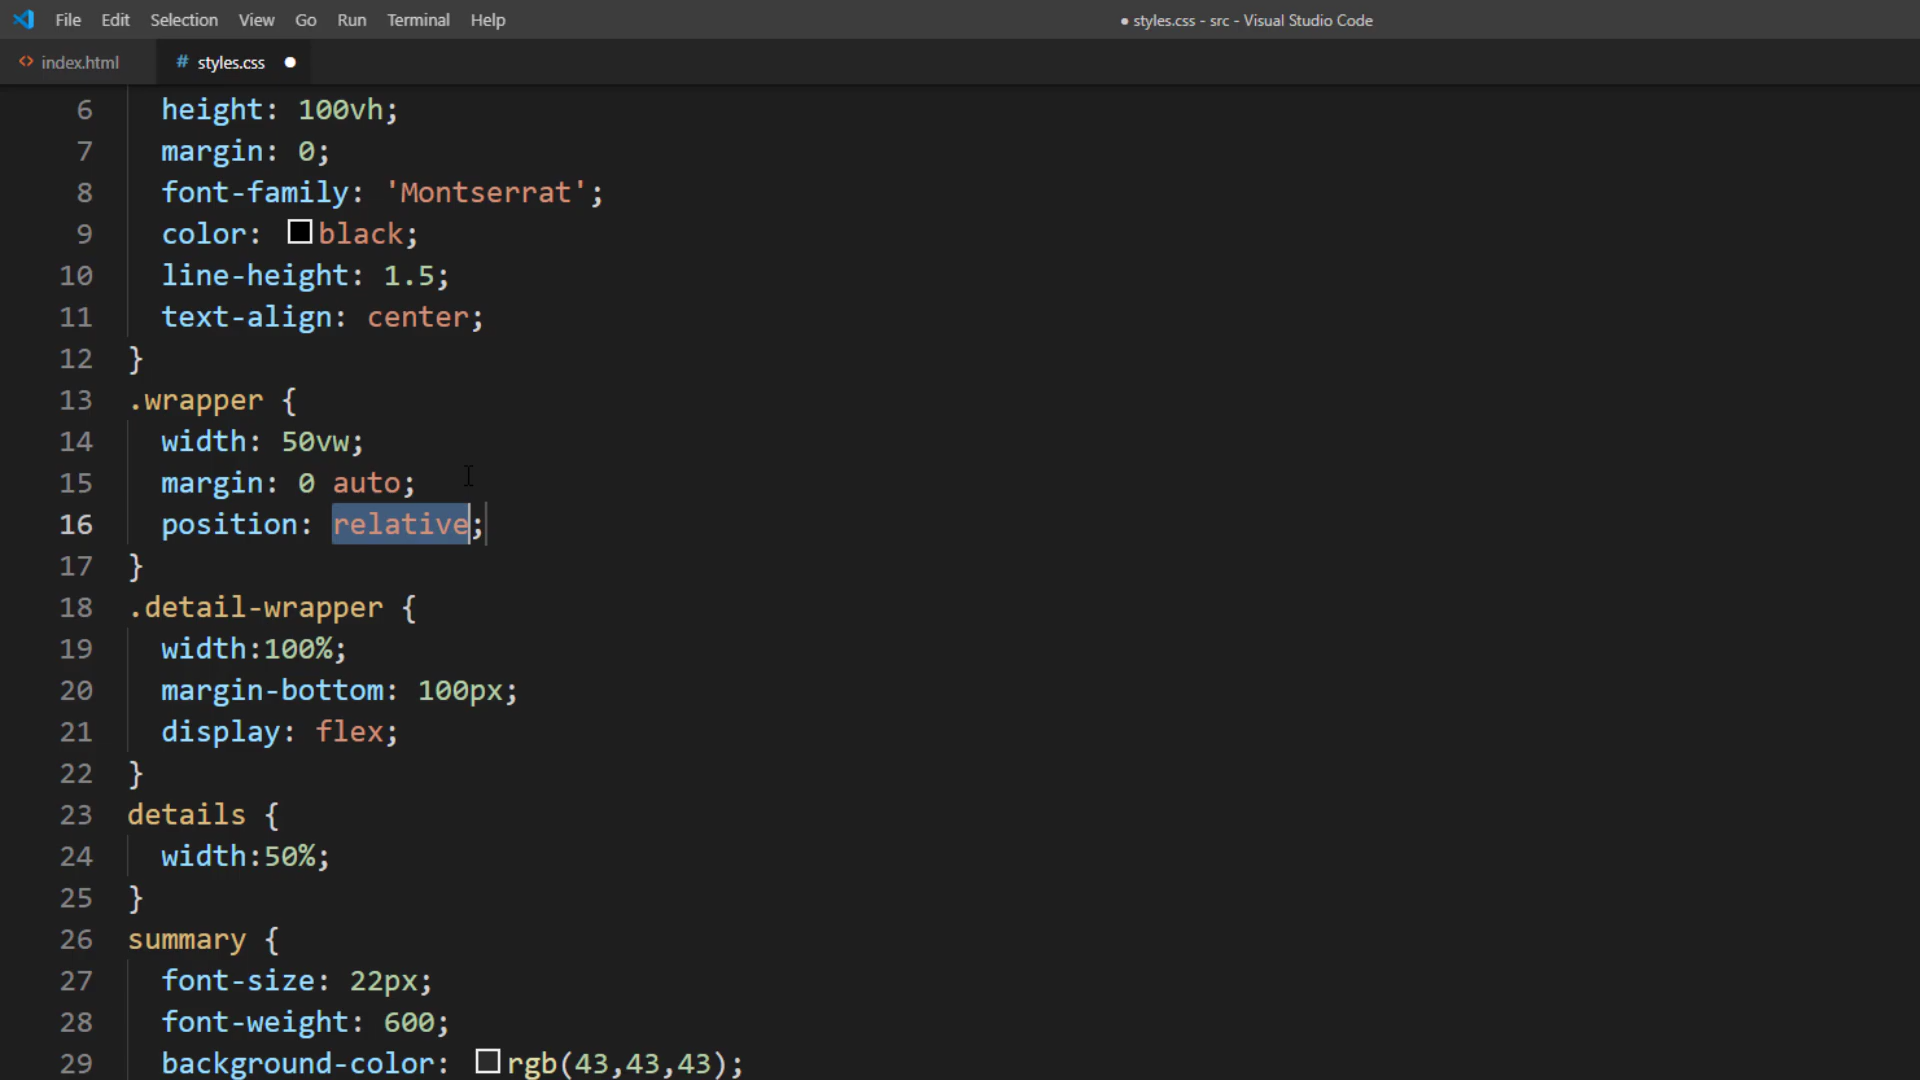 File Edit Selection View Go Run Terminal Help
● styles.css - src - Visual Studio Code
<> index.html # styles.css ●
6 height: 100vh;
7 margin: 0;
8 font-family: 'Montserrat';
9 color: black;
10 line-height: 1.5;
11 text-align: center;
12 }
13 .wrapper {
14 width: 50vw;
15 margin: 0 auto;
16 position: relative;
17 }
18 .detail-wrapper {
19 width:100%;
20 margin-bottom: 100px;
21 display: flex;
22 }
23 details {
24 width:50%;
25 }
26 summary {
27 font-size: 22px;
28 font-weight: 600;
29 background-color: rgb(43,43,43);